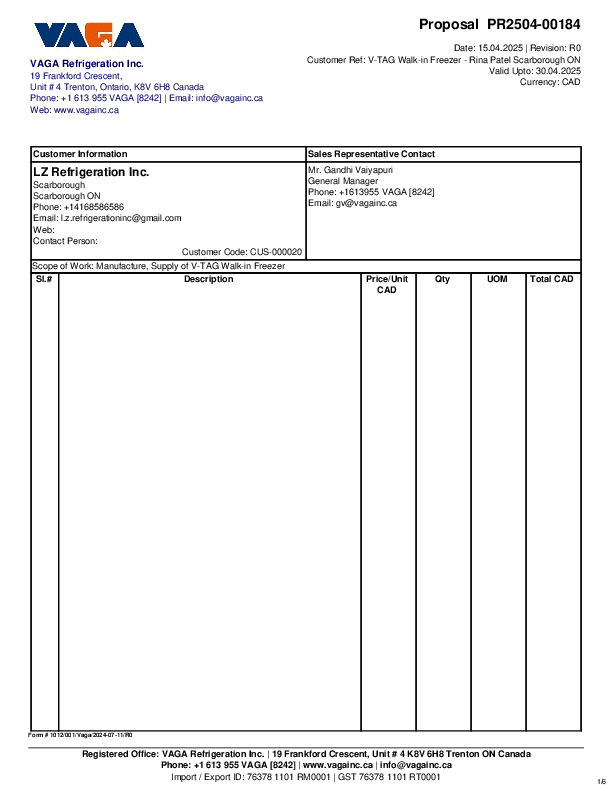 VAGA
Proposal PR2504-00184
Date: 15.04.2025 | Revision: R0
Customer Ref: V-TAG Walk-in Freezer - Rina Patel Scarborough ON
Valid Upto: 30.04.2025
Currency: CAD
VAGA Refrigeration Inc.
19 Frankford Crescent,
Unit # 4 Trenton, Ontario, K8V 6H8 Canada
Phone: +1 613 955 VAGA [8242] | Email: info@vagainc.ca
Web: www.vagainc.ca
Customer Information
LZ Refrigeration Inc.
Scarborough
Scarborough ON
Phone: +14168586586
Email: l.z.refrigerationinc@gmail.com
Web:
Contact Person:
Customer Code: CUS-000020
Sales Representative Contact
Mr. Gandhi Vaiyapuri
General Manager
Phone: +1613955 VAGA [8242]
Email: gv@vagainc.ca
Scope of Work: Manufacture, Supply of V-TAG Walk-in Freezer
Sl.# Description Price/Unit CAD Qty UOM Total CAD
Form # 1012/001/Vaga/2024-07-11/R0
Registered Office: VAGA Refrigeration Inc. | 19 Frankford Crescent, Unit # 4 K8V 6H8 Trenton ON Canada
Phone: +1 613 955 VAGA [8242] | www.vagainc.ca | info@vagainc.ca
Import / Export ID: 76378 1101 RM0001 | GST 76378 1101 RT0001
1/6